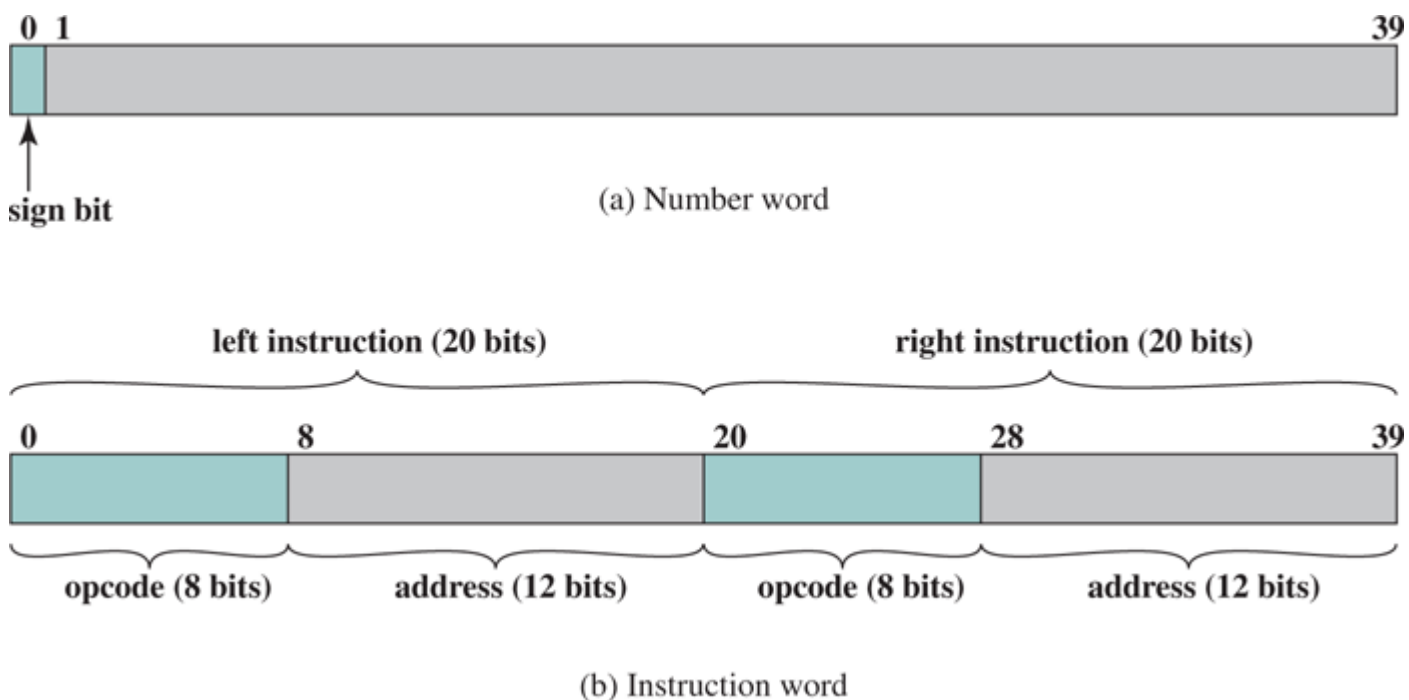 0 1 39
sign bit
(a) Number word
left instruction (20 bits) right instruction (20 bits)
0 8 20 28 39
opcode (8 bits) address (12 bits) opcode (8 bits) address (12 bits)
(b) Instruction word